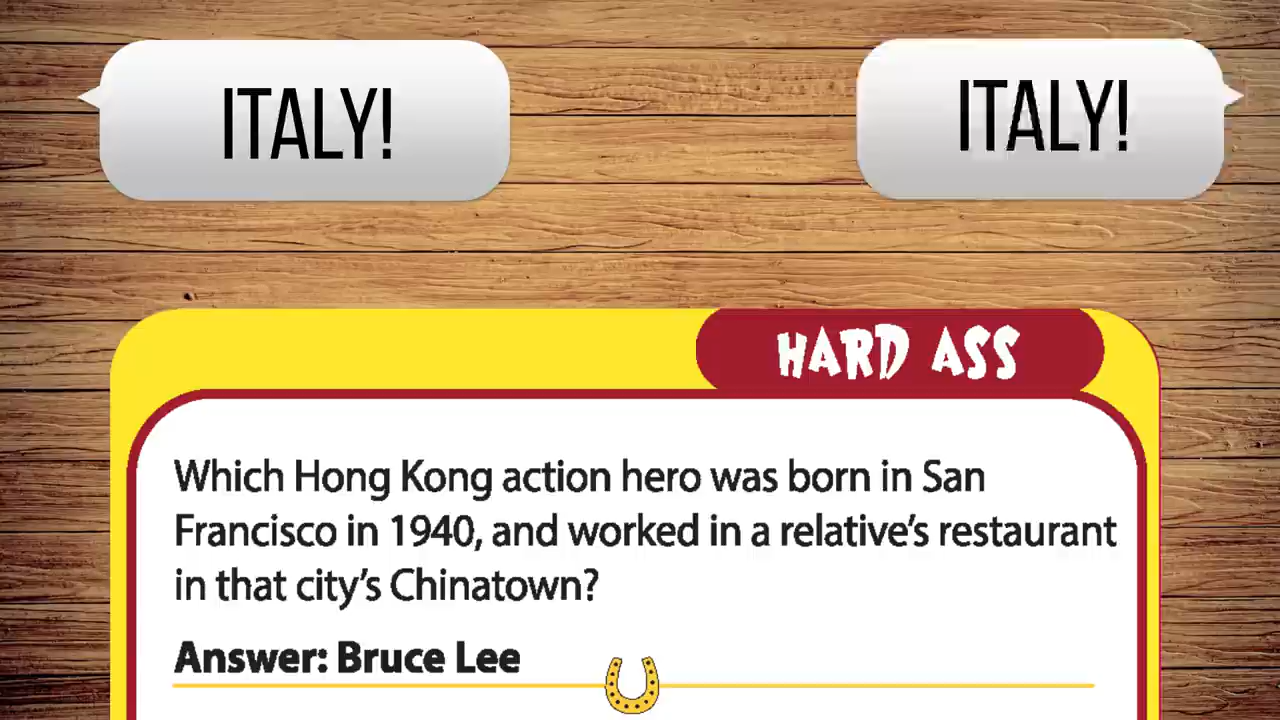 ITALY!
ITALY!
HARD ASS
Which Hong Kong action hero was born in San
Francisco in 1940, and worked in a relative’s restaurant
in that city’s Chinatown?
Answer: Bruce Lee